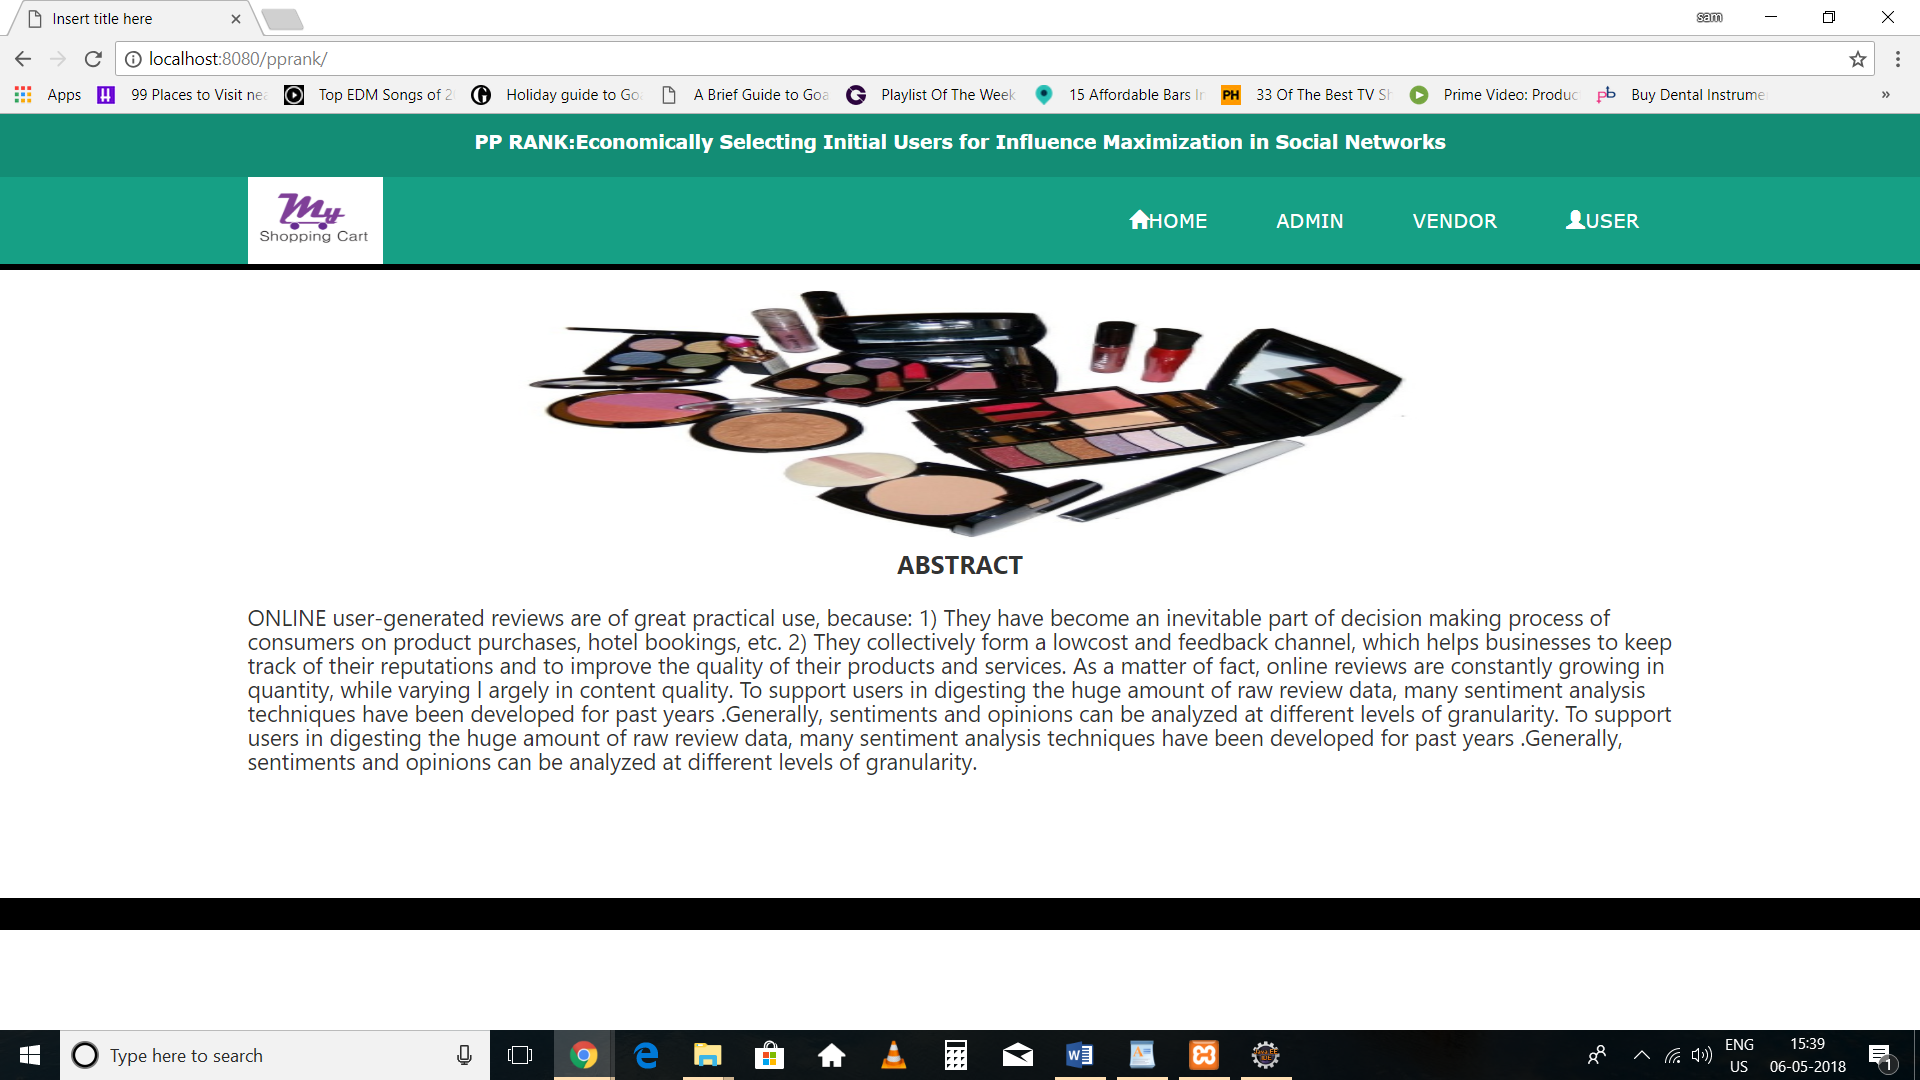 Insert title here
sam
localhost:8080/pprank/
Apps
99 Places to Visit nea
Top EDM Songs of 2
Holiday guide to Go
A Brief Guide to Goa
Playlist Of The Week
15 Affordable Bars In
PH
33 Of The Best TV Sh
Prime Video: Produc
Buy Dental Instrume
»
PP RANK:Economically Selecting Initial Users for Influence Maximization in Social Networks
My
Shopping Cart
HOME
ADMIN
VENDOR
USER
ABSTRACT
ONLINE user-generated reviews are of great practical use, because: 1) They have become an inevitable part of decision making process of
consumers on product purchases, hotel bookings, etc. 2) They collectively form a lowcost and feedback channel, which helps businesses to keep
track of their reputations and to improve the quality of their products and services. As a matter of fact, online reviews are constantly growing in
quantity, while varying l argely in content quality. To support users in digesting the huge amount of raw review data, many sentiment analysis
techniques have been developed for past years .Generally, sentiments and opinions can be analyzed at different levels of granularity. To support
users in digesting the huge amount of raw review data, many sentiment analysis techniques have been developed for past years .Generally,
sentiments and opinions can be analyzed at different levels of granularity.
Type here to search
ENG
US
15:39
06-05-2018
1